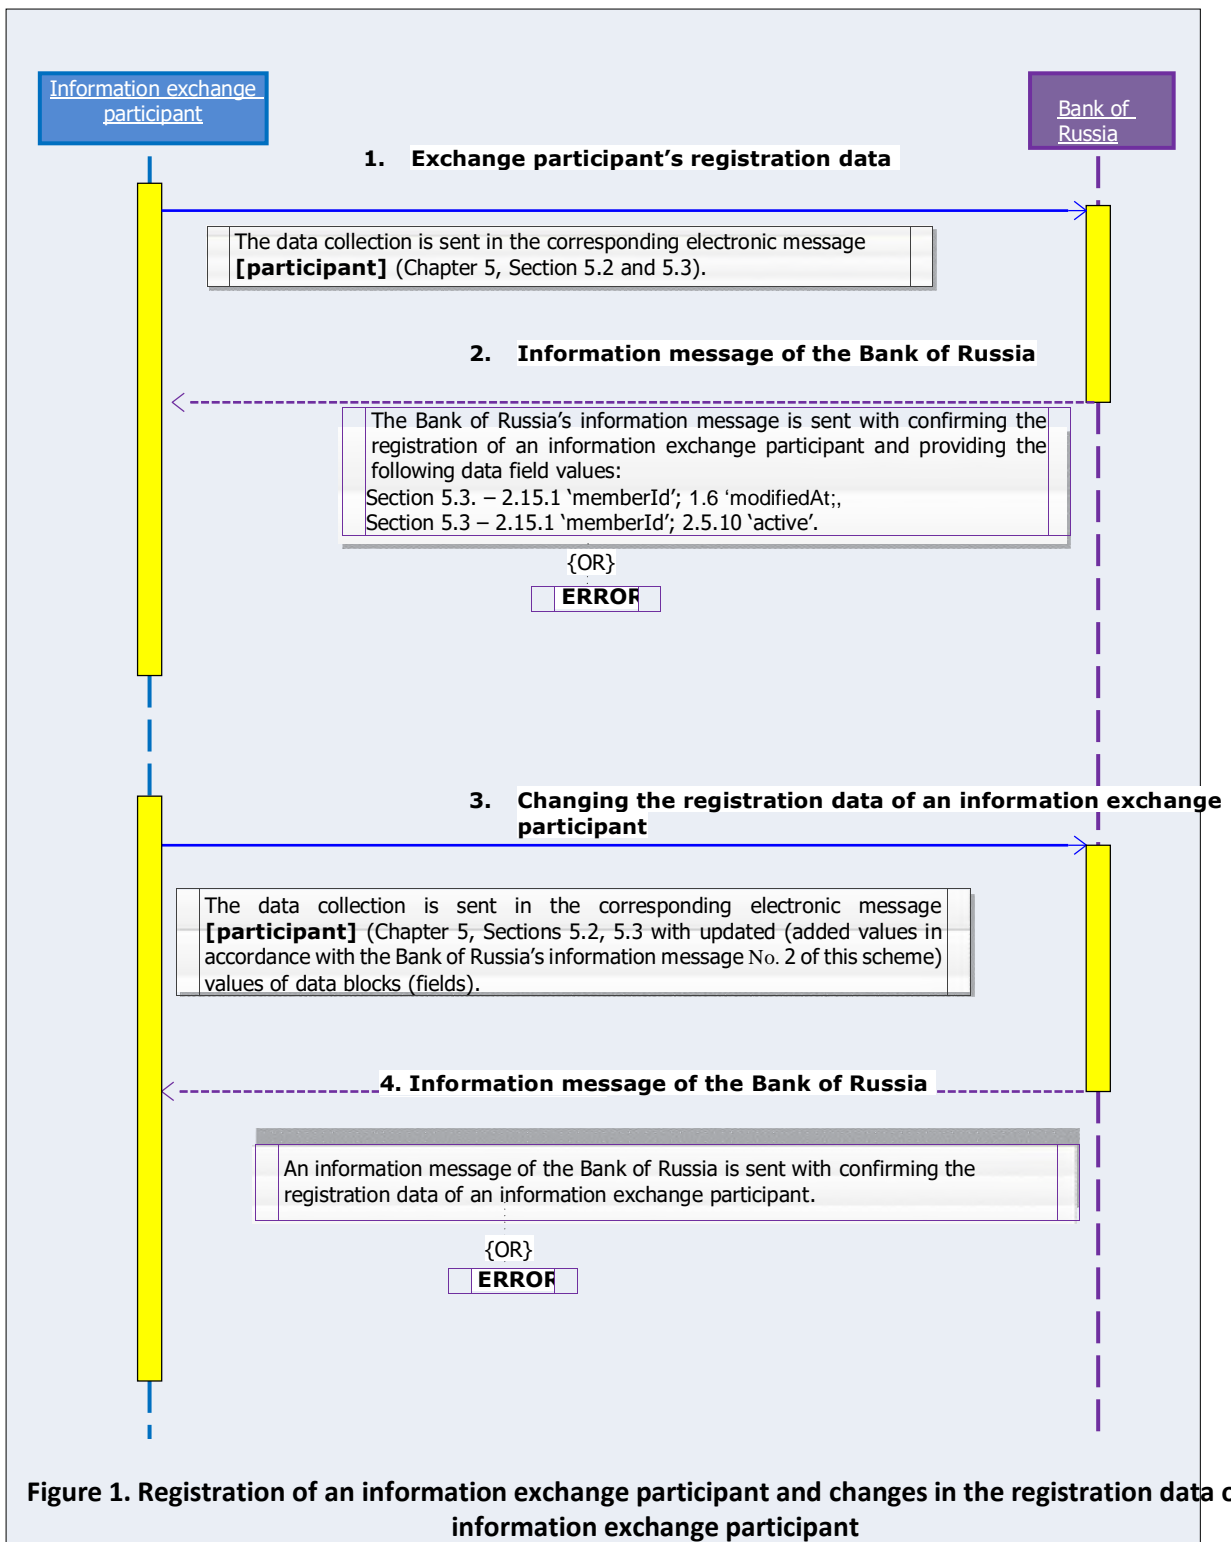 Information exchange
participant
Bank of
Russia
1. Exchange participant's registration data
The data collection is sent in the corresponding electronic message
[participant] (Chapter 5, Section 5.2 and 5.3).
2. Information message of the Bank of Russia
The Bank of Russia's information message is sent with confirming the
registration of an information exchange participant and providing the
following data field values:
Section 5.3. – 2.15.1 ‘memberId’; 1.6 ‘modifiedAt;,
Section 5.3 – 2.15.1 ‘memberId’; 2.5.10 ‘active’.
{OR}
ERROR
3. Changing the registration data of an information exchange
participant
The data collection is sent in the corresponding electronic message
[participant] (Chapter 5, Sections 5.2, 5.3 with updated (added values in
accordance with the Bank of Russia's information message No. 2 of this scheme)
values of data blocks (fields).
4. Information message of the Bank of Russia
An information message of the Bank of Russia is sent with confirming the
registration data of an information exchange participant.
{OR}
ERROR
Figure 1. Registration of an information exchange participant and changes in the registration data
information exchange participant